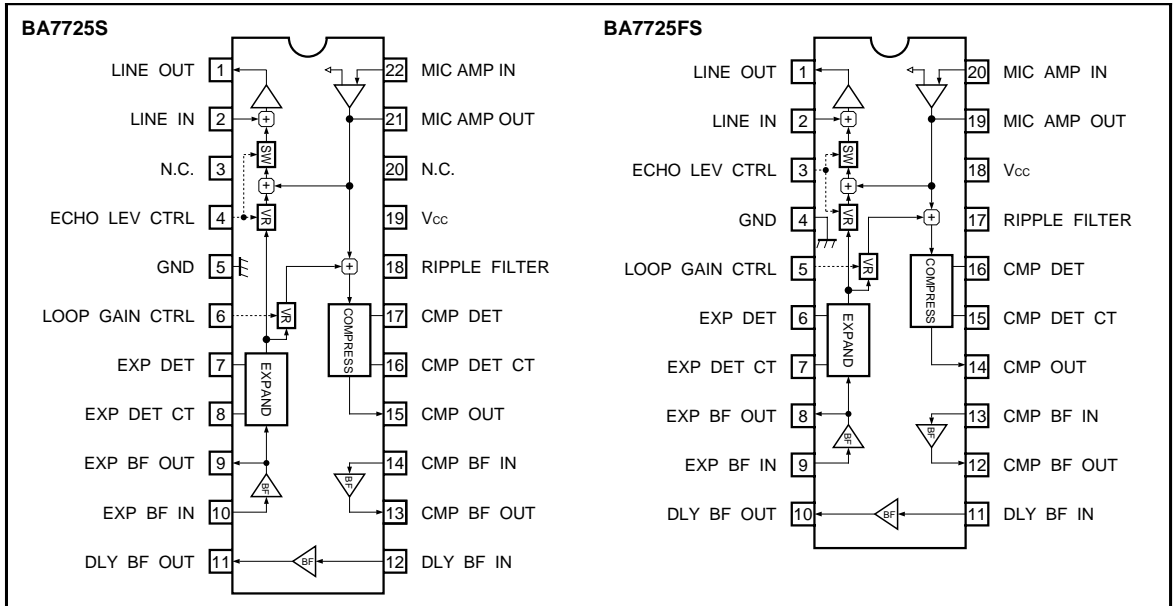 BA7725S
LINE OUT 1
LINE IN 2
N.C. 3
ECHO LEV CTRL 4
GND 5
LOOP GAIN CTRL 6
EXP DET 7
EXP DET CT 8
EXP BF OUT 9
EXP BF IN 10
DLY BF OUT 11
22 MIC AMP IN
21 MIC AMP OUT
20 N.C.
19 Vcc
18 RIPPLE FILTER
17 CMP DET
16 CMP DET CT
15 CMP OUT
14 CMP BF IN
13 CMP BF OUT
12 DLY BF IN
+
SW
+
VR
+
VR
COMPRESS
EXPAND
BF
BF
BF
BA7725FS
LINE OUT 1
LINE IN 2
ECHO LEV CTRL 3
GND 4
LOOP GAIN CTRL 5
EXP DET 6
EXP DET CT 7
EXP BF OUT 8
EXP BF IN 9
DLY BF OUT 10
20 MIC AMP IN
19 MIC AMP OUT
18 Vcc
17 RIPPLE FILTER
16 CMP DET
15 CMP DET CT
14 CMP OUT
13 CMP BF IN
12 CMP BF OUT
11 DLY BF IN
+
SW
+
VR
+
VR
COMPRESS
EXPAND
BF
BF
BF